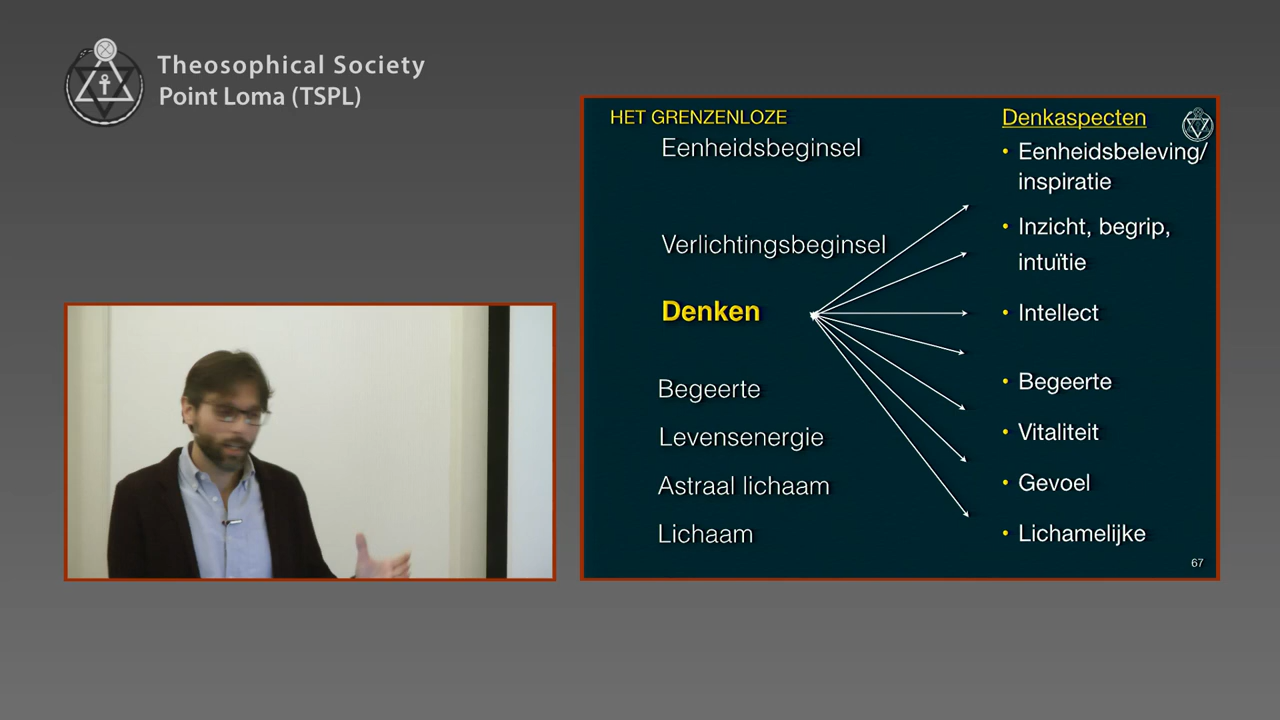 Theosophical Society
Point Loma (TSPL)
HET GRENZENLOZE
Eenheidsbeginsel
Verlichtingsbeginsel
Denken
Begeerte
Levensenergie
Astraal lichaam
Lichaam
Denkaspecten
• Eenheidsbeleving/
inspiratie
• Inzicht, begrip,
intuïtie
• Intellect
• Begeerte
• Vitaliteit
• Gevoel
• Lichamelijke
67